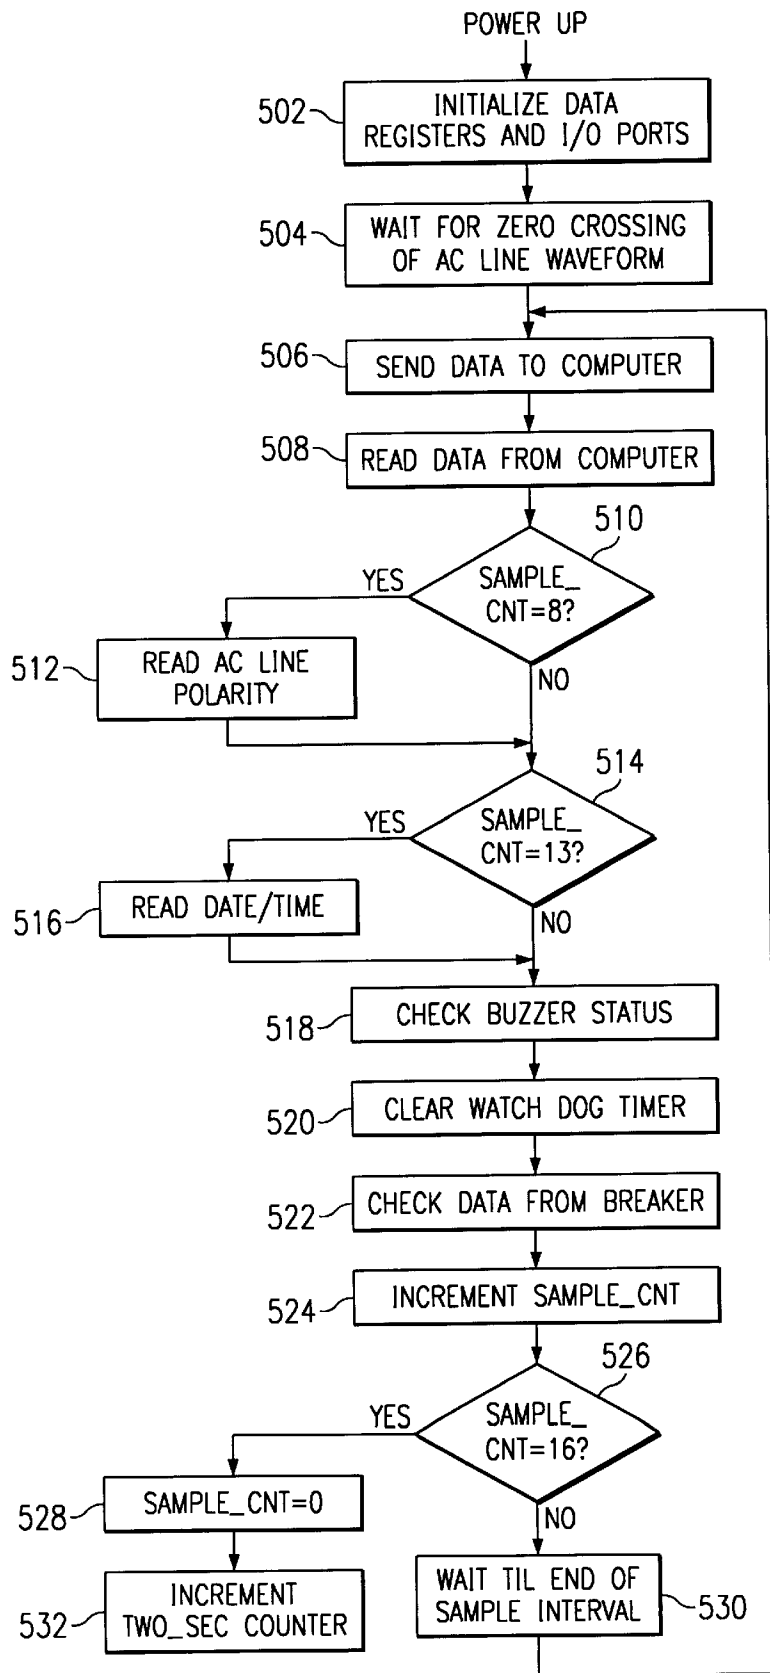 POWER UP
502
INITIALIZE DATA
REGISTERS AND I/O PORTS
504
WAIT FOR ZERO CROSSING
OF AC LINE WAVEFORM
506
SEND DATA TO COMPUTER
508
READ DATA FROM COMPUTER
510
YES
SAMPLE_
CNT=8?
512
READ AC LINE
POLARITY
NO
514
YES
SAMPLE_
CNT=13?
516
READ DATE/TIME
NO
518
CHECK BUZZER STATUS
520
CLEAR WATCH DOG TIMER
522
CHECK DATA FROM BREAKER
524
INCREMENT SAMPLE_CNT
526
YES
SAMPLE_
CNT=16?
528
SAMPLE_CNT=0
NO
532
INCREMENT
TWO_SEC COUNTER
WAIT TIL END OF
SAMPLE INTERVAL
530